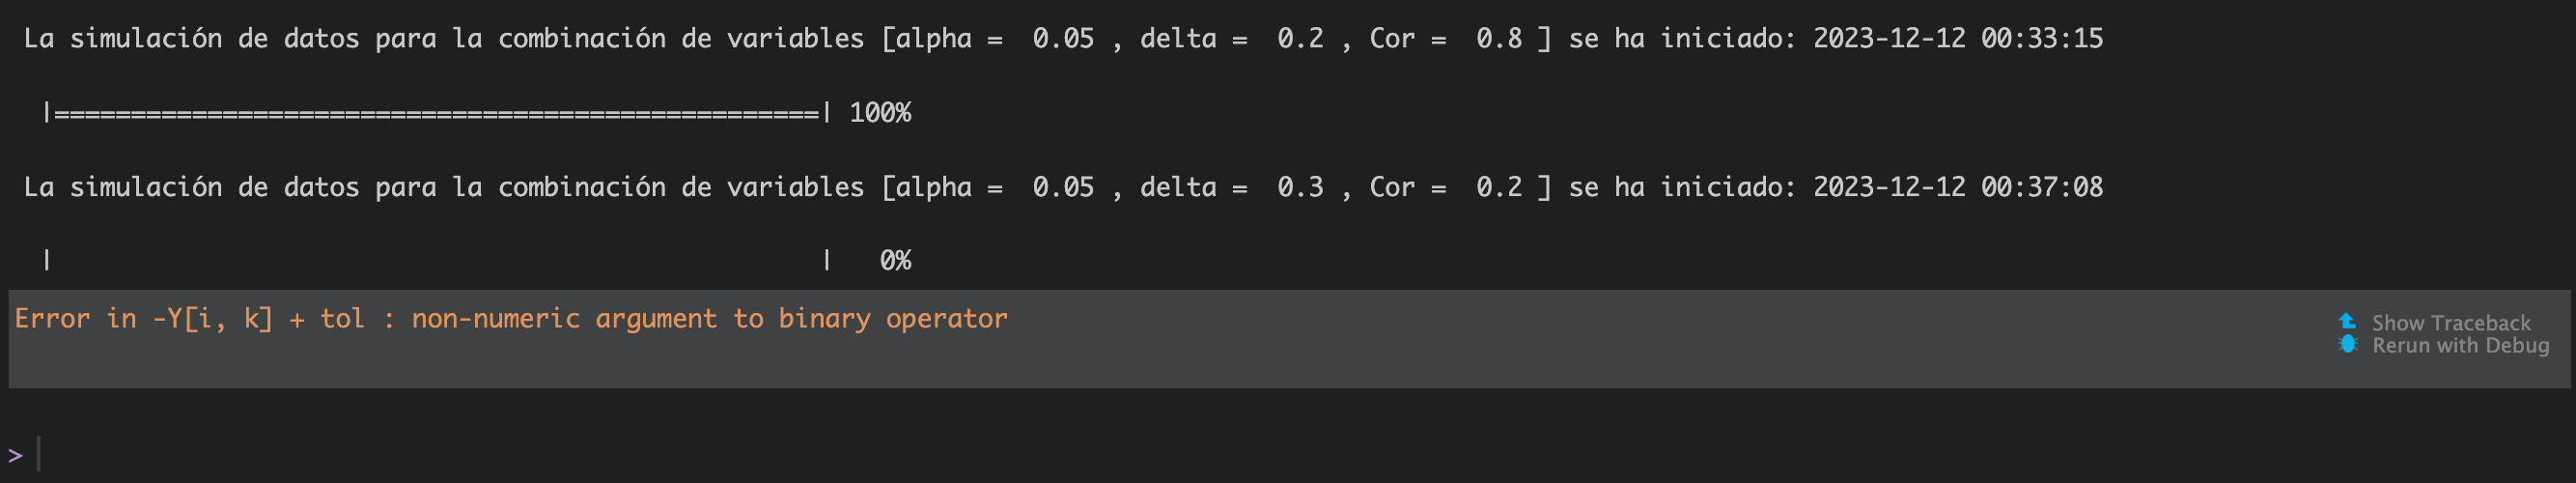 La simulación de datos para la combinación de variables [alpha =  0.05 , delta =  0.2 , Cor =  0.8 ] se ha iniciado: 2023-12-12 00:33:15
|==================================================| 100%
La simulación de datos para la combinación de variables [alpha =  0.05 , delta =  0.3 , Cor =  0.2 ] se ha iniciado: 2023-12-12 00:37:08
|                                                  |   0%
Error in -Y[i, k] + tol : non-numeric argument to binary operator
Show Traceback
Rerun with Debug
>